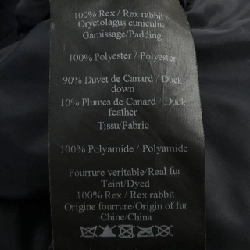 100% Rex / Rex rabbit
Oryctolagus cuniculus
Garnissage/Padding
100% Polyester / Polyester
90% Duvet de Canard / Duck
down
10% Plumes de Canard / Duck
feather
Tissu/Fabric
100% Polyamide / Polyamide
Fourrure veritable/Real fur
Teint/Dyed
100% Rex / Rex rabbit
Origine fourrure/Origin of fur
Chine/China